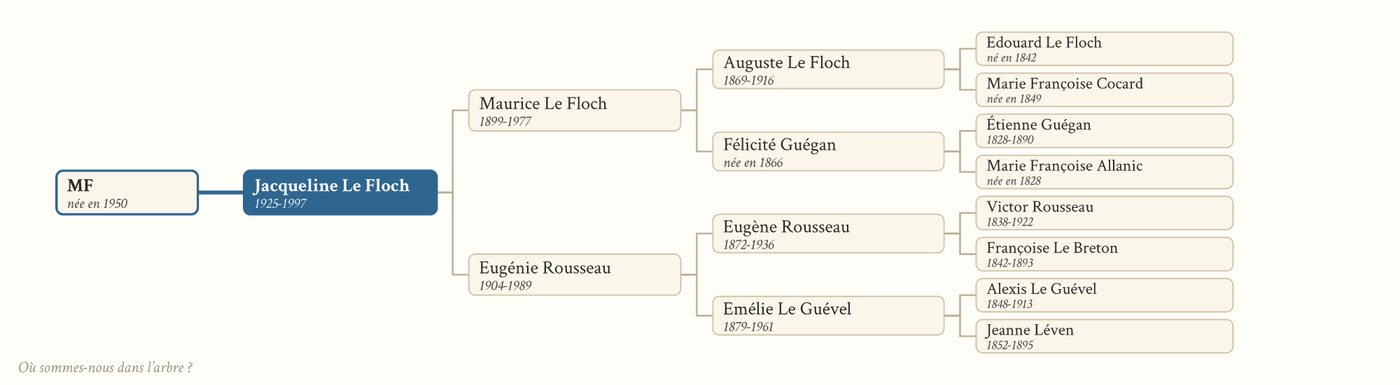 MF
née en 1950
Jacqueline Le Floch
1925-1997
Maurice Le Floch
1899-1977
Eugénie Rousseau
1904-1989
Auguste Le Floch
1869-1916
Félicité Guégan
née en 1866
Eugène Rousseau
1872-1936
Emélie Le Guével
1879-1961
Edouard Le Floch
né en 1842
Marie Françoise Cocard
née en 1849
Étienne Guégan
1828-1890
Marie Françoise Allanic
née en 1828
Victor Rousseau
1838-1922
Françoise Le Breton
1842-1893
Alexis Le Guével
1848-1913
Jeanne Léven
1852-1895
Où sommes-nous dans l'arbre ?